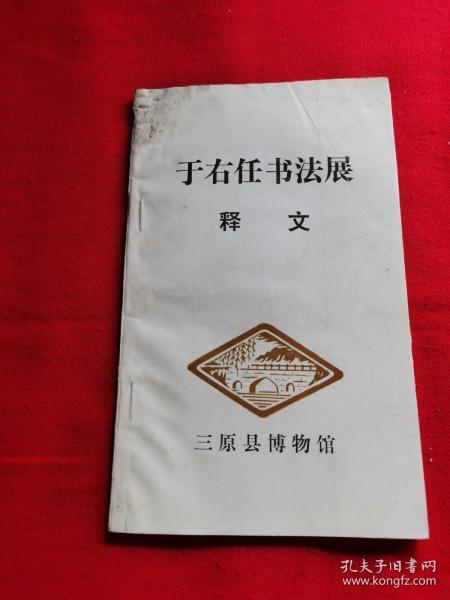 于右任书法展
释 文
三原县博物馆
孔夫子旧书网
www.kongfz.com